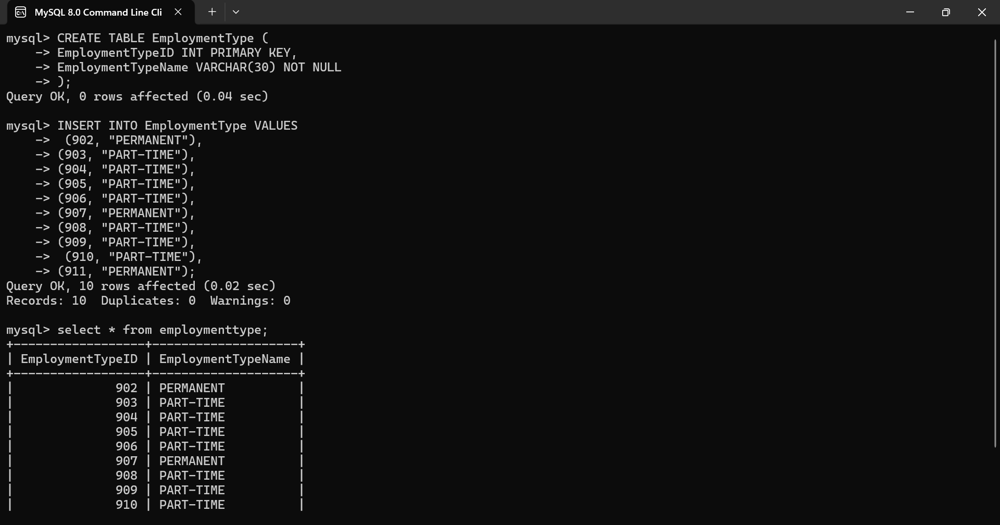 MySQL 8.0 Command Line Cli
mysql> CREATE TABLE EmploymentType (
    -> EmploymentTypeID INT PRIMARY KEY,
    -> EmploymentTypeName VARCHAR(30) NOT NULL
    -> );
Query OK, 0 rows affected (0.04 sec)

mysql> INSERT INTO EmploymentType VALUES
    ->  (902, "PERMANENT"),
    -> (903, "PART-TIME"),
    -> (904, "PART-TIME"),
    -> (905, "PART-TIME"),
    -> (906, "PART-TIME"),
    -> (907, "PERMANENT"),
    -> (908, "PART-TIME"),
    -> (909, "PART-TIME"),
    ->  (910, "PART-TIME"),
    -> (911, "PERMANENT");
Query OK, 10 rows affected (0.02 sec)
Records: 10  Duplicates: 0  Warnings: 0

mysql> select * from employmenttype;
+------------------+--------------------+
| EmploymentTypeID | EmploymentTypeName |
+------------------+--------------------+
|              902 | PERMANENT          |
|              903 | PART-TIME          |
|              904 | PART-TIME          |
|              905 | PART-TIME          |
|              906 | PART-TIME          |
|              907 | PERMANENT          |
|              908 | PART-TIME          |
|              909 | PART-TIME          |
|              910 | PART-TIME          |